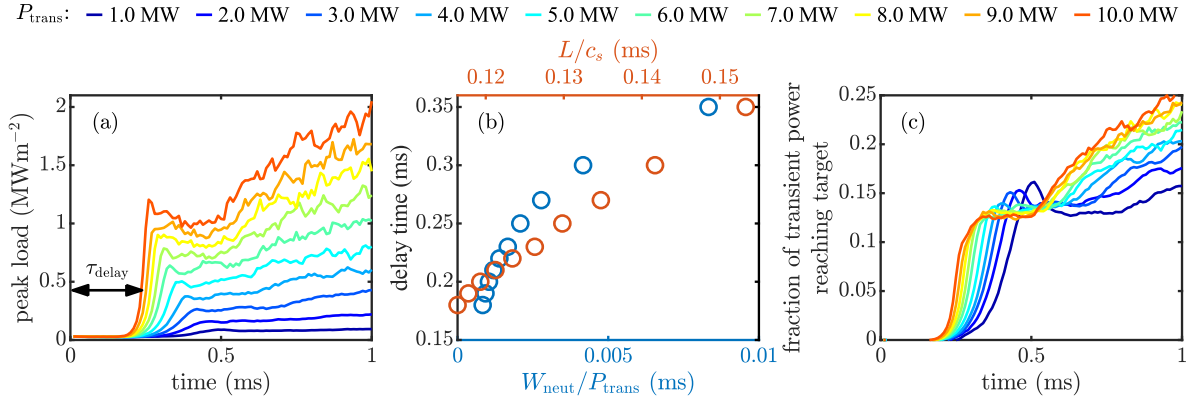 P_trans: 1.0 MW 2.0 MW 3.0 MW 4.0 MW 5.0 MW 6.0 MW 7.0 MW 8.0 MW 9.0 MW 10.0 MW
peak load (MWm⁻²)
2
1.5
1
0.5
0
(a)
τ_delay
0 0.5 1
time (ms)
L/c_s (ms)
0.12 0.13 0.14 0.15
delay time (ms)
0.35
0.3
0.25
0.2
0.15
(b)
0 0.005 0.01
W_neut/P_trans (ms)
fraction of transient power
reaching target
0.25
0.2
0.15
0.1
0.05
0
(c)
0 0.5 1
time (ms)